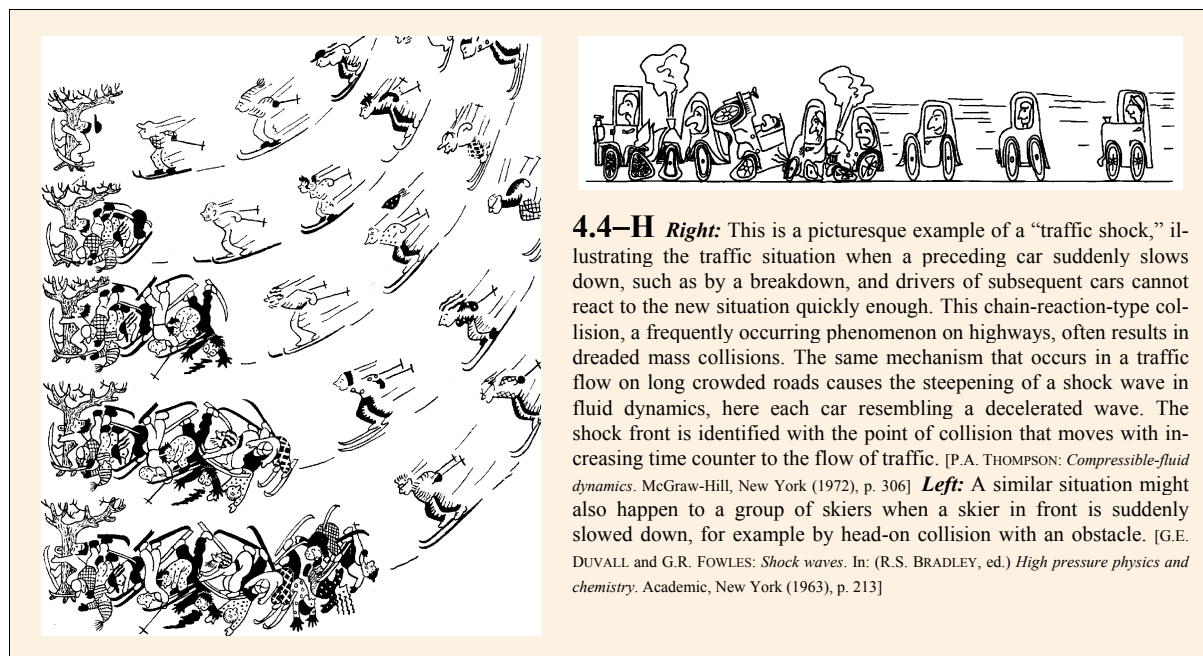 4.4–H Right: This is a picturesque example of a “traffic shock,” il-
lustrating the traffic situation when a preceding car suddenly slows
down, such as by a breakdown, and drivers of subsequent cars cannot
react to the new situation quickly enough. This chain-reaction-type col-
lision, a frequently occurring phenomenon on highways, often results in
dreaded mass collisions. The same mechanism that occurs in a traffic
flow on long crowded roads causes the steepening of a shock wave in
fluid dynamics, here each car resembling a decelerated wave. The
shock front is identified with the point of collision that moves with in-
creasing time counter to the flow of traffic. [P.A. THOMPSON: Compressible-fluid
dynamics. McGraw-Hill, New York (1972), p. 306] Left: A similar situation might
also happen to a group of skiers when a skier in front is suddenly
slowed down, for example by head-on collision with an obstacle. [G.E.
DUVALL and G.R. FOWLES: Shock waves. In: (R.S. BRADLEY, ed.) High pressure physics and
chemistry. Academic, New York (1963), p. 213]